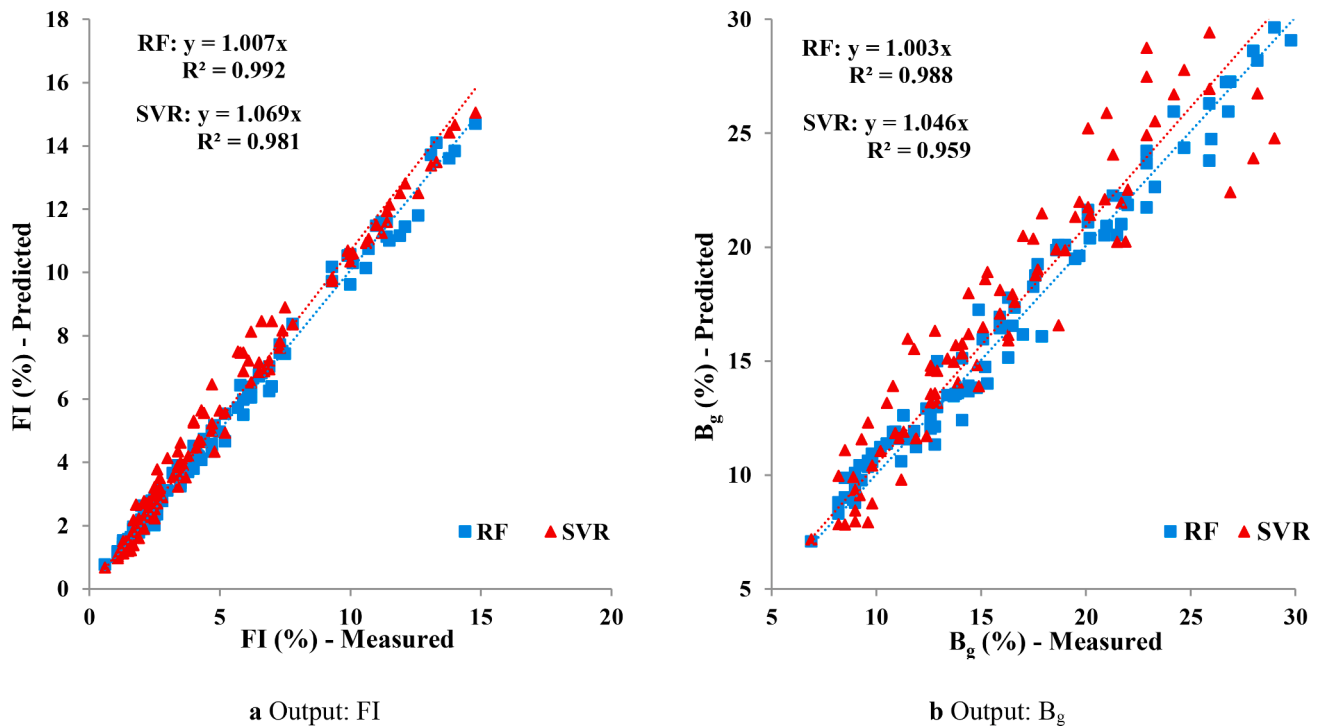 18
16
14
12
10
8
6
4
2
0
FI (%) - Predicted
RF: y = 1.007x
R² = 0.992
SVR: y = 1.069x
R² = 0.981
RF SVR
0 5 10 15 20
FI (%) - Measured
a Output: FI
30
25
20
15
10
5
B_g (%) - Predicted
RF: y = 1.003x
R² = 0.988
SVR: y = 1.046x
R² = 0.959
RF SVR
5 10 15 20 25 30
B_g (%) - Measured
b Output: B_g